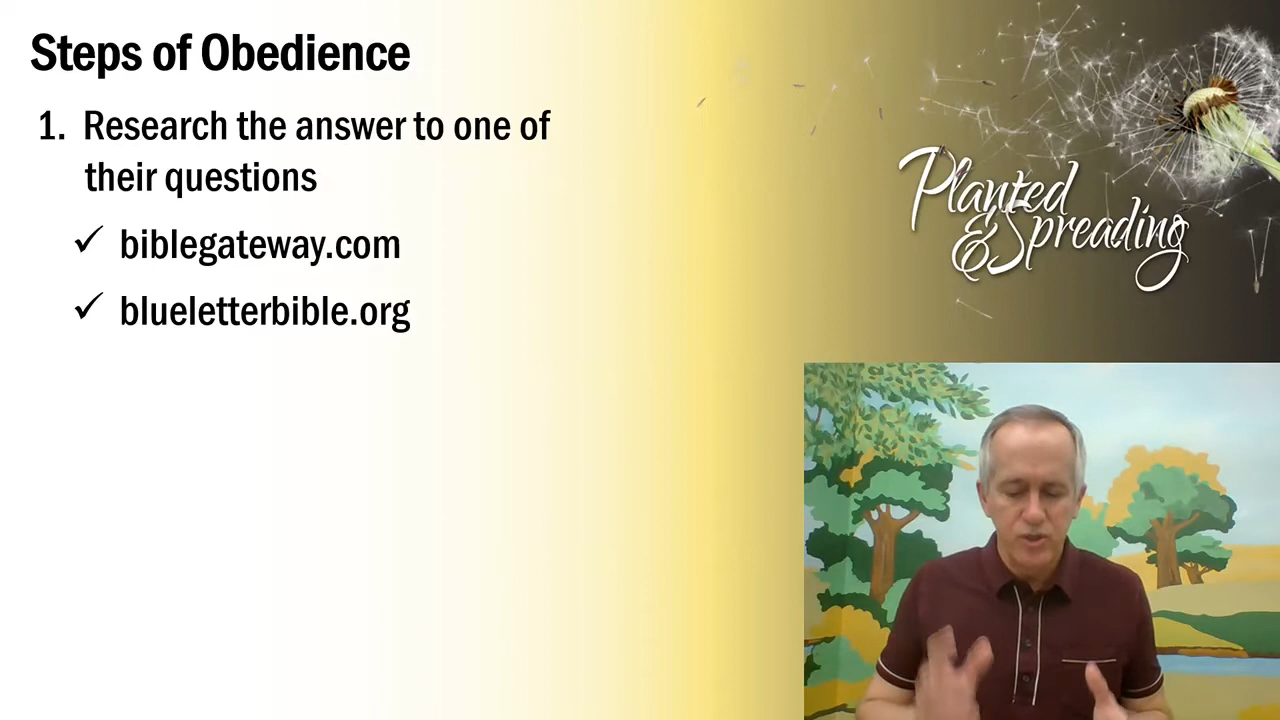 Steps of Obedience
1. Research the answer to one of
their questions
✓ biblegateway.com
✓ blueletterbible.org
Planted
&Spreading